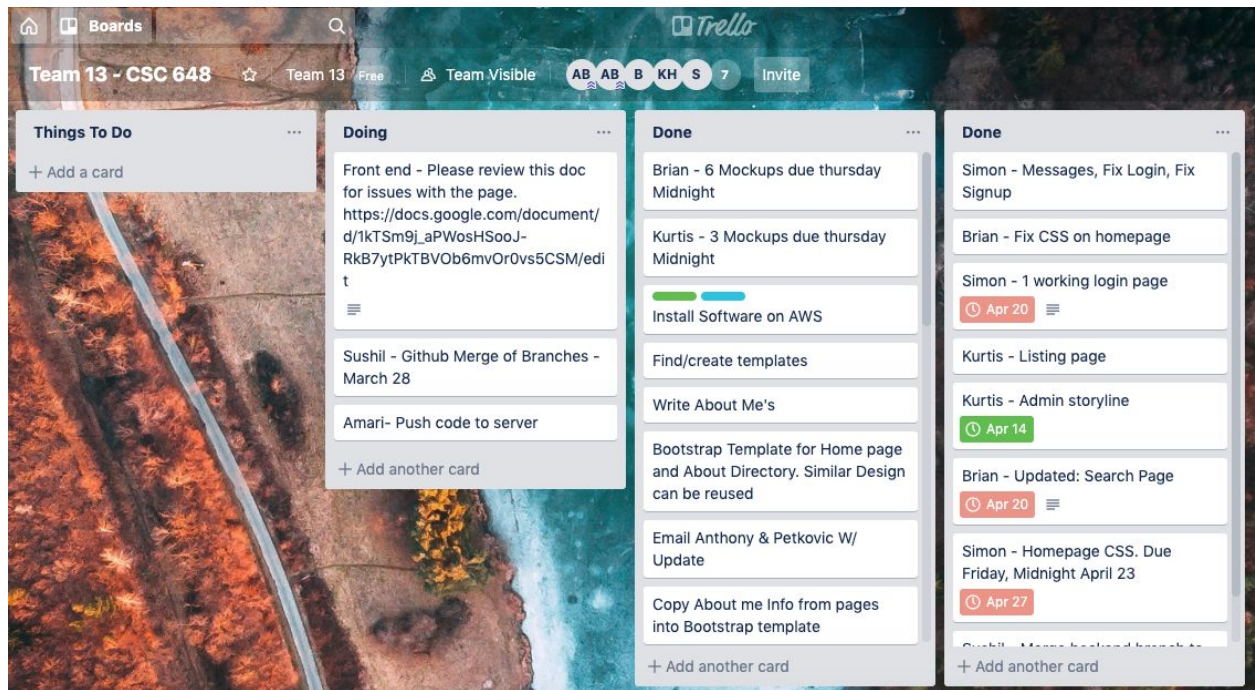 Boards
Trello
Team 13 - CSC 648
Team 13
Free
Team Visible
AB
AB
B
KH
S
7
Invite
Things To Do
+ Add a card
Doing
Front end - Please review this doc
for issues with the page.
https://docs.google.com/document/
d/1kTSm9j_aPWosHSooJ-
RkB7ytPkTBVOb6mvOr0vs5CSM/edi
t
Sushil - Github Merge of Branches -
March 28
Amari- Push code to server
+ Add another card
Done
Brian - 6 Mockups due thursday
Midnight
Kurtis - 3 Mockups due thursday
Midnight
Install Software on AWS
Find/create templates
Write About Me's
Bootstrap Template for Home page
and About Directory. Similar Design
can be reused
Email Anthony & Petkovic W/
Update
Copy About me Info from pages
into Bootstrap template
+ Add another card
Done
Simon - Messages, Fix Login, Fix
Signup
Brian - Fix CSS on homepage
Simon - 1 working login page
Apr 20
Kurtis - Listing page
Kurtis - Admin storyline
Apr 14
Brian - Updated: Search Page
Apr 20
Simon - Homepage CSS. Due
Friday, Midnight April 23
Apr 27
Sushil - Merge backend branch to
+ Add another card